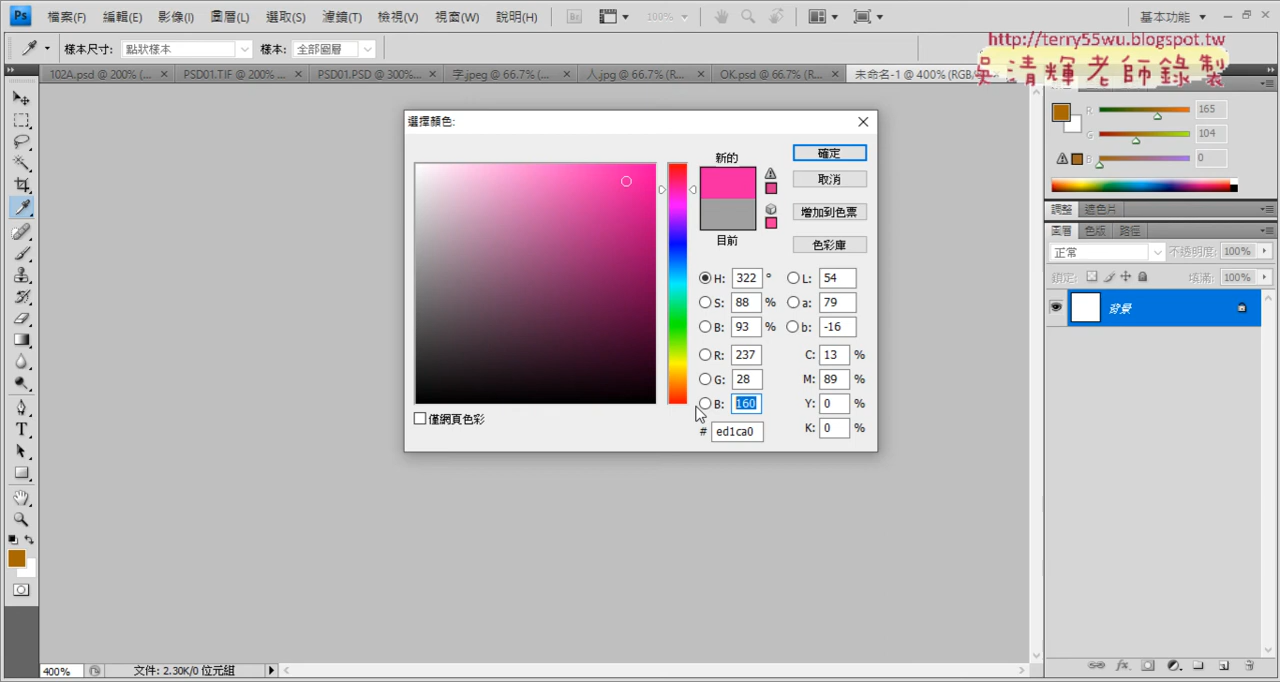 Ps 檔案(F) 編輯(E) 影像(I) 圖層(L) 選取(S) 濾鏡(T) 檢視(V) 視窗(W) 說明(H) Br 100% 基本功能
http://terry55wu.blogspot.tw
樣本尺寸: 點狀樣本 樣本: 全部圖層
吳清輝老師錄製
102A.psd @ 200% (... PSD01.TIF @ 200% ... PSD01.PSD @ 300%... 字.jpeg @ 66.7% (... 人.jpg @ 66.7% (R... OK.psd @ 66.7% (R... 未命名-1 @ 400% (RGB/
R 165
G 104
B 0
選擇顏色:
新的
目前
確定
取消
增加到色票
色彩庫
H: 322 ° L: 54
S: 88 % a: 79
B: 93 % b: -16
R: 237 C: 13 %
G: 28 M: 89 %
B: 160 Y: 0 %
# ed1ca0 K: 0 %
僅網頁色彩
調整 遮色片
圖層 色版 路徑
正常 不透明度: 100%
鎖定: 填滿: 100%
背景
T
400% 文件: 2.30K/0 位元組
fx